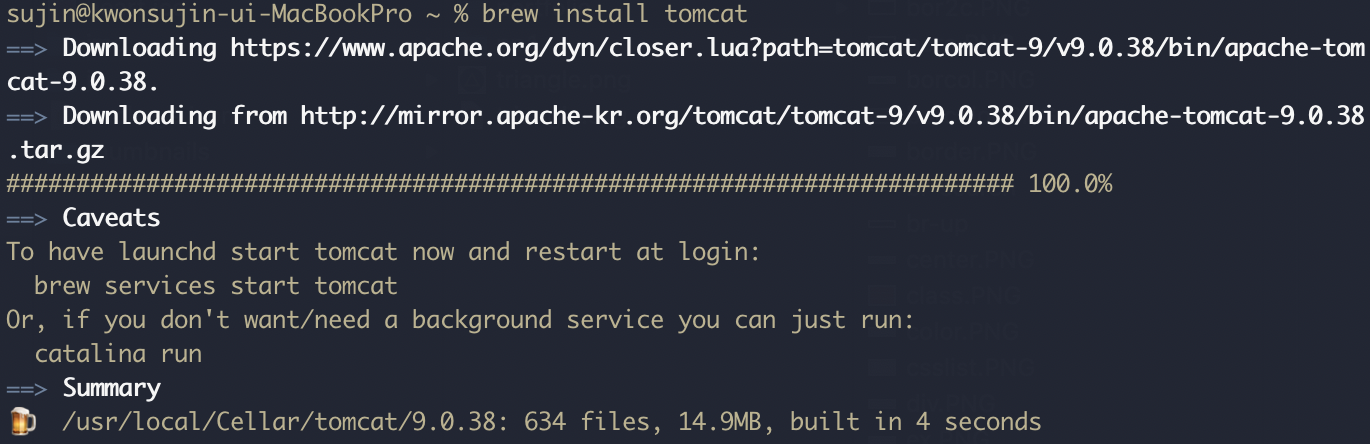 sujin@kwonsujin-ui-MacBookPro ~ % brew install tomcat
==> Downloading https://www.apache.org/dyn/closer.lua?path=tomcat/tomcat-9/v9.0.38/bin/apache-tom
cat-9.0.38.
==> Downloading from http://mirror.apache-kr.org/tomcat/tomcat-9/v9.0.38/bin/apache-tomcat-9.0.38
.tar.gz
######################################################################## 100.0%
==> Caveats
To have launchd start tomcat now and restart at login:
  brew services start tomcat
Or, if you don't want/need a background service you can just run:
  catalina run
==> Summary
🍺  /usr/local/Cellar/tomcat/9.0.38: 634 files, 14.9MB, built in 4 seconds